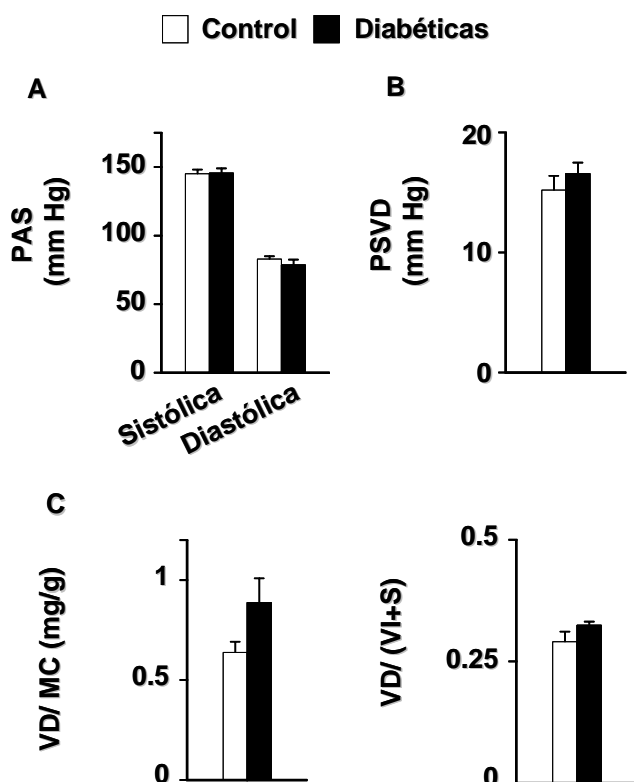 Control Diabéticas
A
PAS
(mm Hg)
150
100
50
0
Sistólica
Diastólica
B
PSVD
(mm Hg)
20
10
0
C
VD/ MC (mg/g)
1
0.5
0
VD/ (VI+S)
0.5
0.25
0